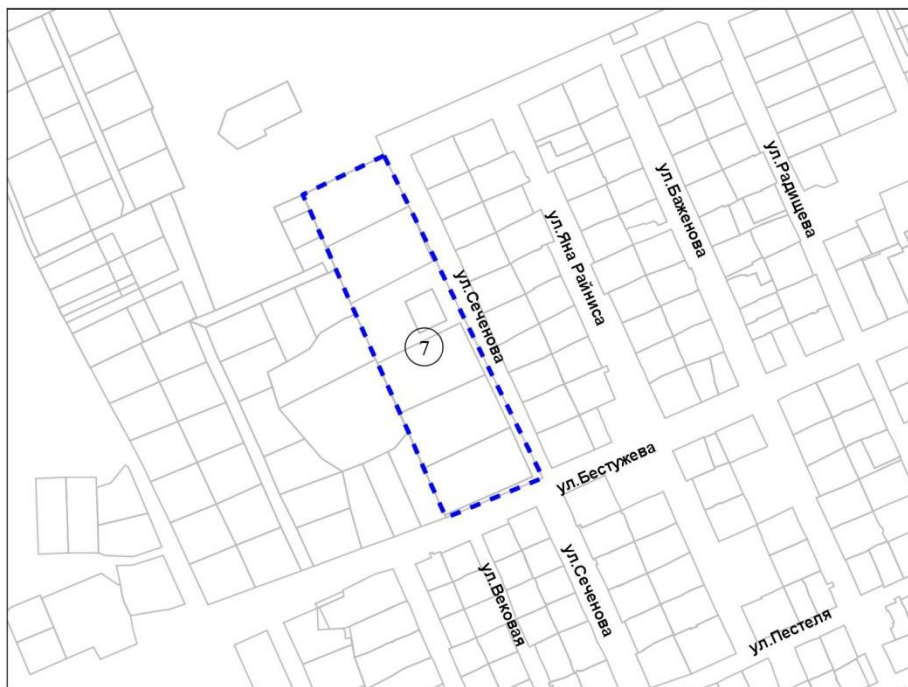 ул.Радищева
ул.Баженова
ул.Яна Райниса
ул.Сеченова
7
ул.Бестужева
ул.Вековая
ул.Сеченова
ул.Пестеля